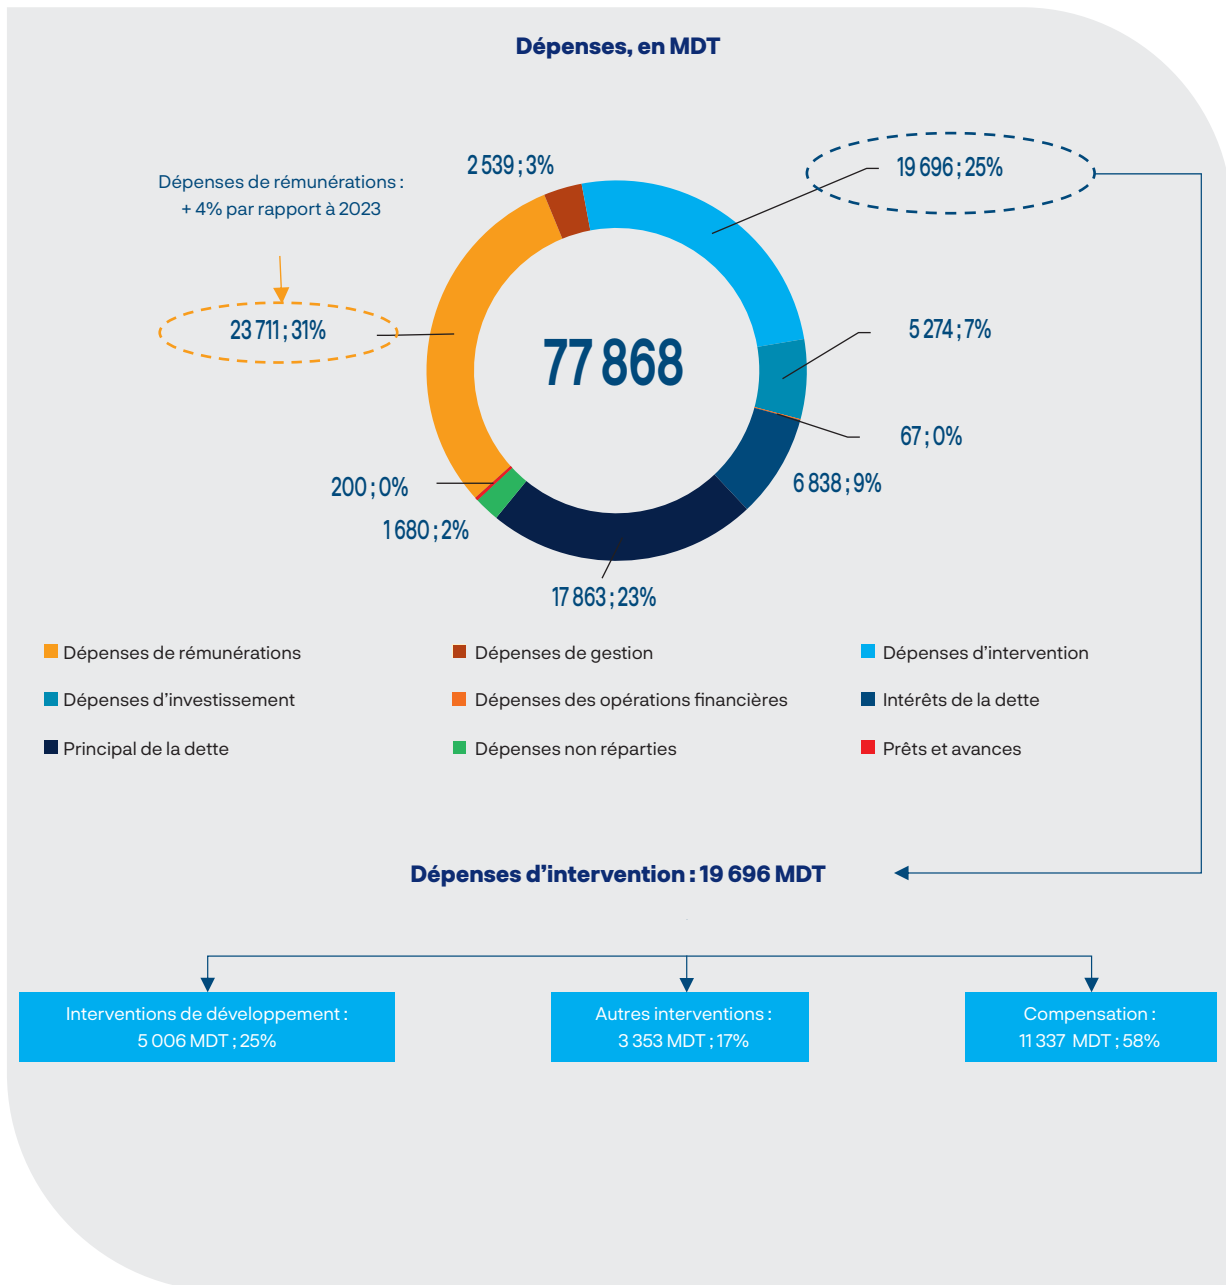 Dépenses, en MDT
2 539 ; 3%
19 696 ; 25%
Dépenses de rémunérations :
+ 4% par rapport à 2023
23 711 ; 31%
5 274 ; 7%
77 868
67 ; 0%
6 838 ; 9%
200 ; 0%
1 680 ; 2%
17 863 ; 23%
Dépenses de rémunérations
Dépenses de gestion
Dépenses d’intervention
Dépenses d’investissement
Dépenses des opérations financières
Intérêts de la dette
Principal de la dette
Dépenses non réparties
Prêts et avances
Dépenses d’intervention : 19 696 MDT
Interventions de développement :
5 006 MDT ; 25%
Autres interventions :
3 353 MDT ; 17%
Compensation :
11 337 MDT ; 58%